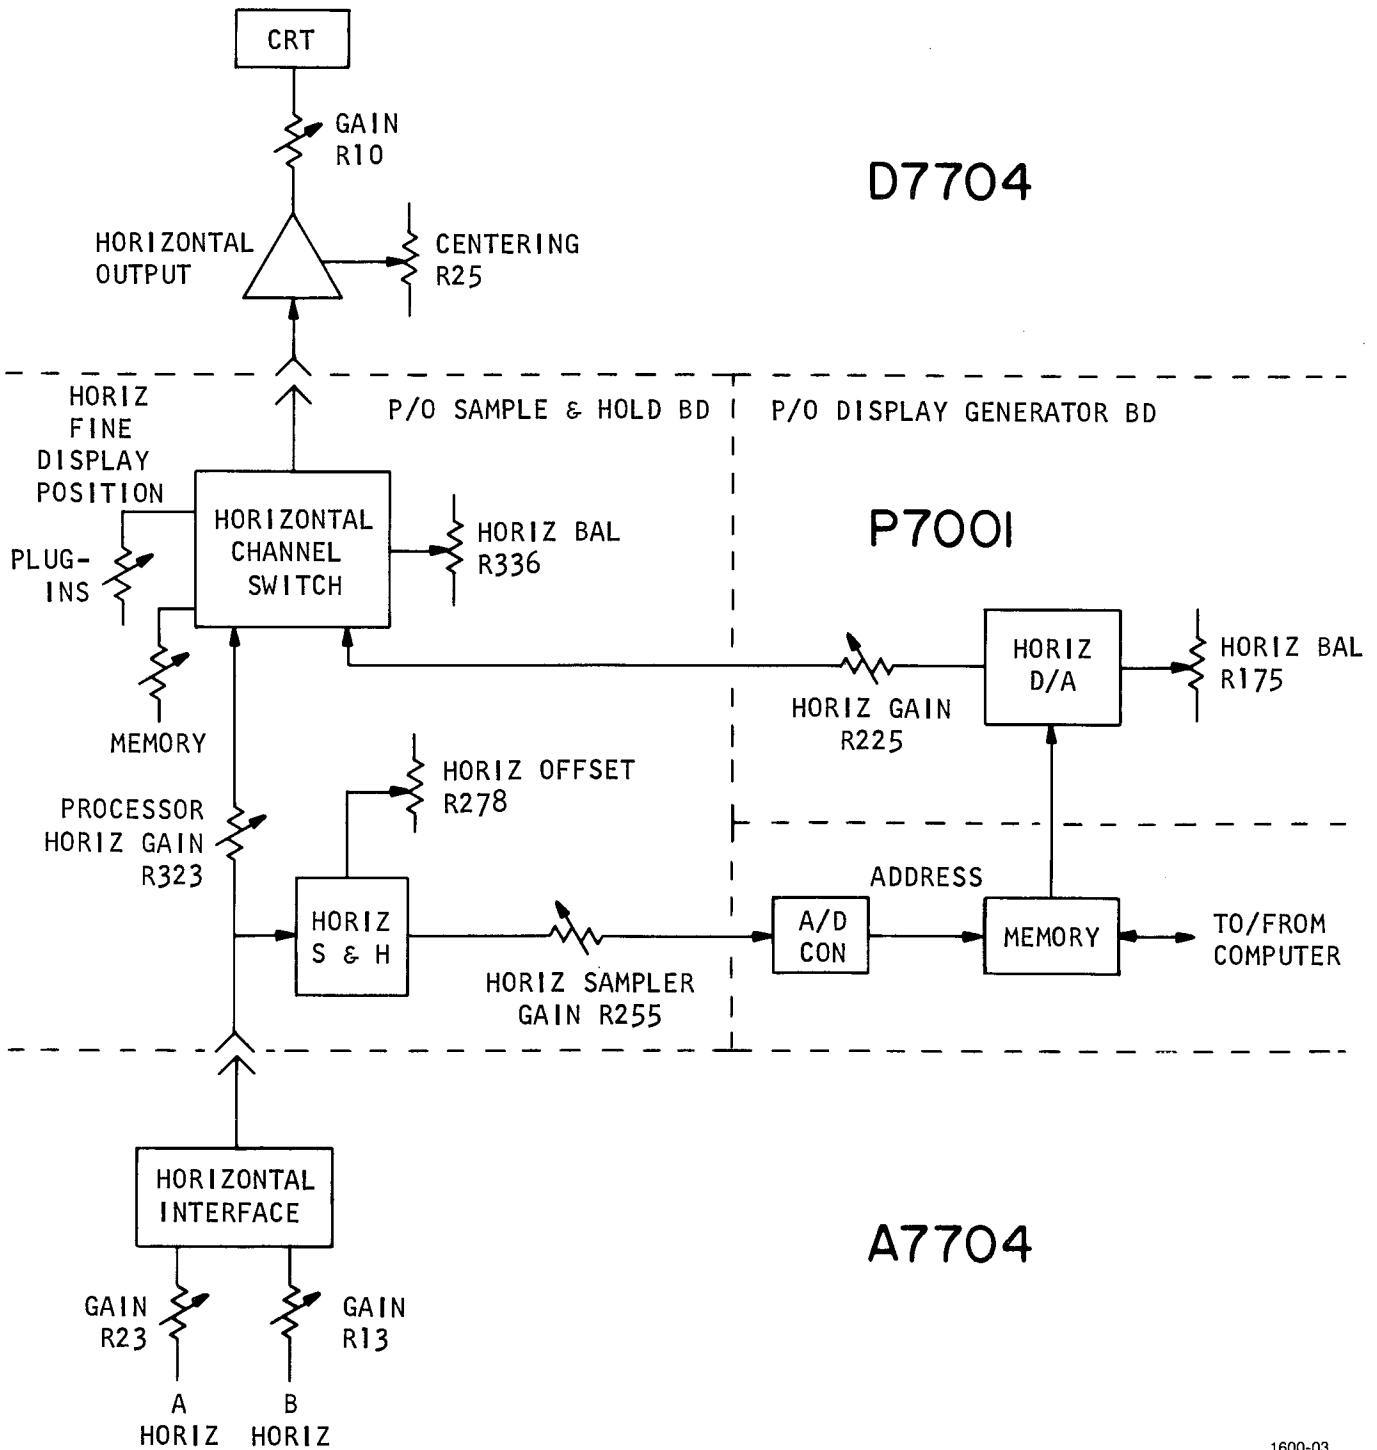 CRT
GAIN
R10
D7704
HORIZONTAL
OUTPUT
CENTERING
R25
HORIZ
FINE
DISPLAY
POSITION
P/O SAMPLE & HOLD BD
P/O DISPLAY GENERATOR BD
HORIZONTAL
CHANNEL
SWITCH
HORIZ BAL
R336
P7001
PLUG-
INS
HORIZ
D/A
HORIZ BAL
R175
HORIZ GAIN
R225
MEMORY
HORIZ OFFSET
R278
PROCESSOR
HORIZ GAIN
R323
ADDRESS
HORIZ
S & H
A/D
CON
MEMORY
TO/FROM
COMPUTER
HORIZ SAMPLER
GAIN R255
HORIZONTAL
INTERFACE
A7704
GAIN
R23
GAIN
R13
A
HORIZ
B
HORIZ
1600-03